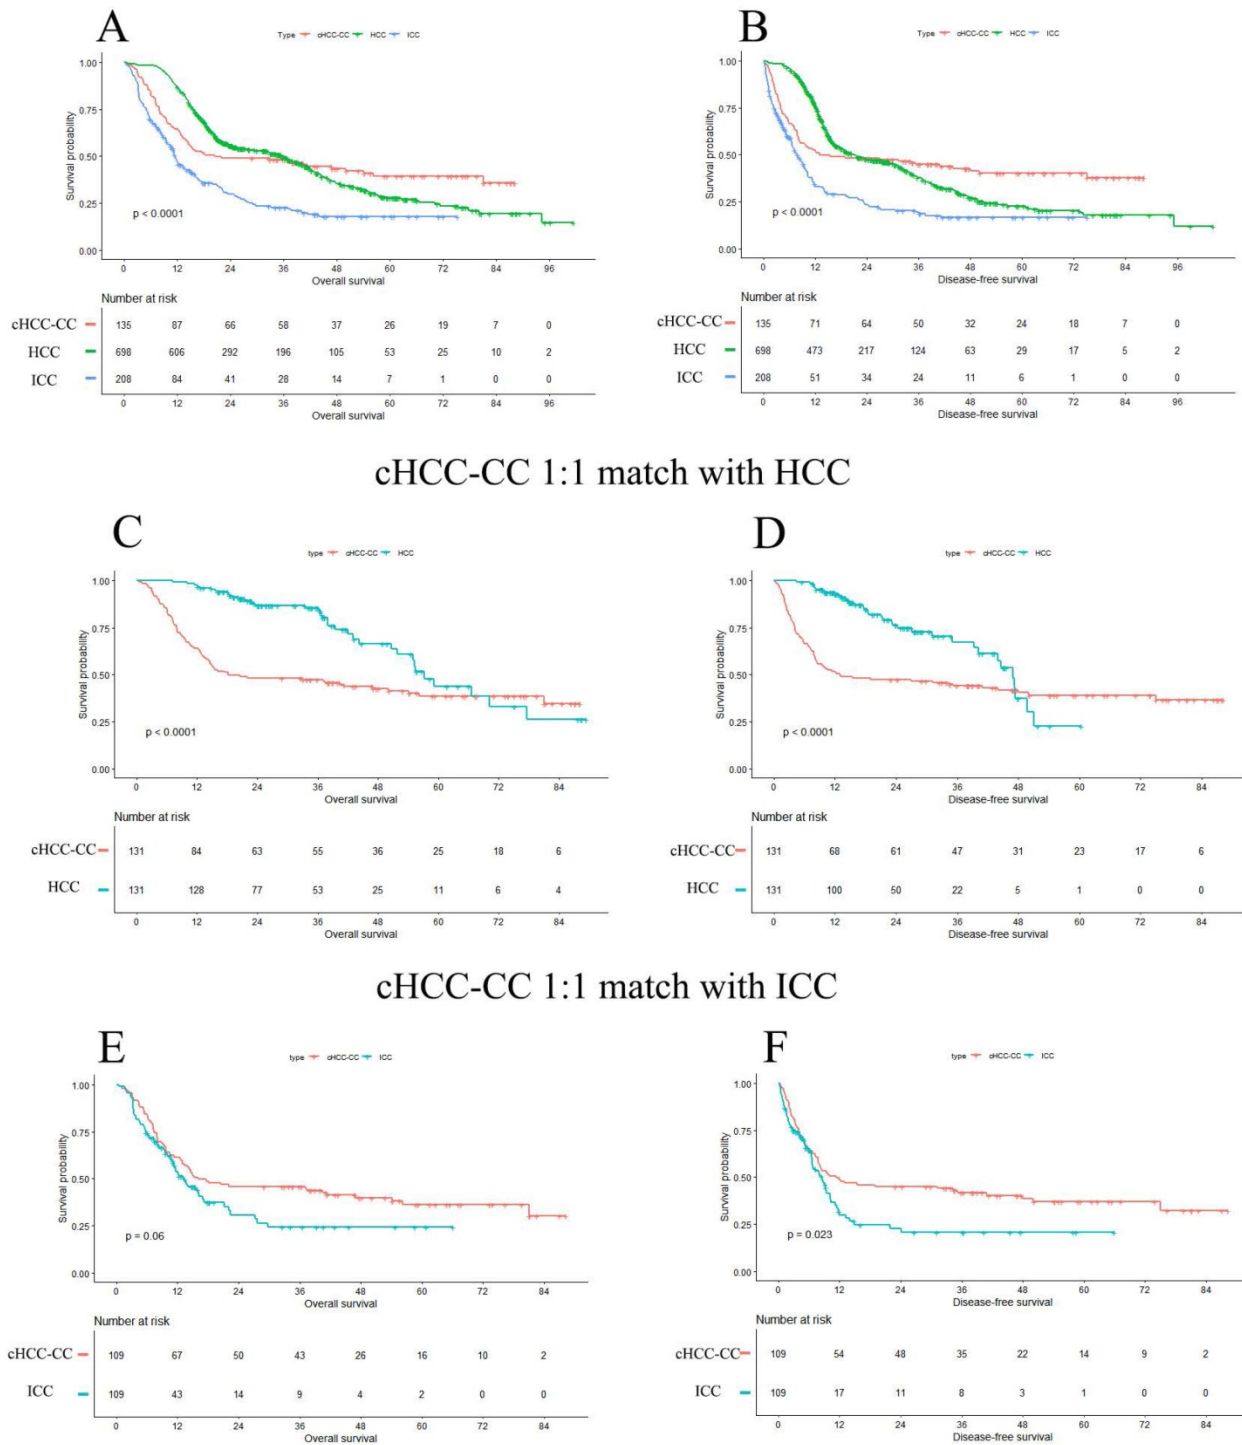 A
B
Type cHCC-CC HCC ICC
Type cHCC-CC HCC ICC
Survival probability
1.00
0.75
0.50
0.25
0.00
p < 0.0001
0 12 24 36 48 60 72 84 96
Overall survival
Survival probability
1.00
0.75
0.50
0.25
0.00
p < 0.0001
0 12 24 36 48 60 72 84 96
Disease-free survival
Number at risk
cHCC-CC 135 87 66 58 37 26 19 7 0
HCC 698 606 292 196 105 53 25 10 2
ICC 208 84 41 28 14 7 1 0 0
0 12 24 36 48 60 72 84 96
Overall survival
Number at risk
cHCC-CC 135 71 64 50 32 24 18 7 0
HCC 698 473 217 124 63 29 17 5 2
ICC 208 51 34 24 11 6 1 0 0
0 12 24 36 48 60 72 84 96
Disease-free survival
cHCC-CC 1:1 match with HCC
C
D
type cHCC-CC HCC
type cHCC-CC HCC
Survival probability
1.00
0.75
0.50
0.25
0.00
p < 0.0001
0 12 24 36 48 60 72 84
Overall survival
Survival probability
1.00
0.75
0.50
0.25
0.00
p < 0.0001
0 12 24 36 48 60 72 84
Disease-free survival
Number at risk
cHCC-CC 131 84 63 55 36 25 18 6
HCC 131 128 77 53 25 11 6 4
0 12 24 36 48 60 72 84
Overall survival
Number at risk
cHCC-CC 131 68 61 47 31 23 17 6
HCC 131 100 50 22 5 1 0 0
0 12 24 36 48 60 72 84
Disease-free survival
cHCC-CC 1:1 match with ICC
E
F
type cHCC-CC ICC
type cHCC-CC ICC
Survival probability
1.00
0.75
0.50
0.25
0.00
p = 0.06
0 12 24 36 48 60 72 84
Overall survival
Survival probability
1.00
0.75
0.50
0.25
0.00
p = 0.023
0 12 24 36 48 60 72 84
Disease-free survival
Number at risk
cHCC-CC 109 67 50 43 26 16 10 2
ICC 109 43 14 9 4 2 0 0
0 12 24 36 48 60 72 84
Overall survival
Number at risk
cHCC-CC 109 54 48 35 22 14 9 2
ICC 109 17 11 8 3 1 0 0
0 12 24 36 48 60 72 84
Disease-free survival